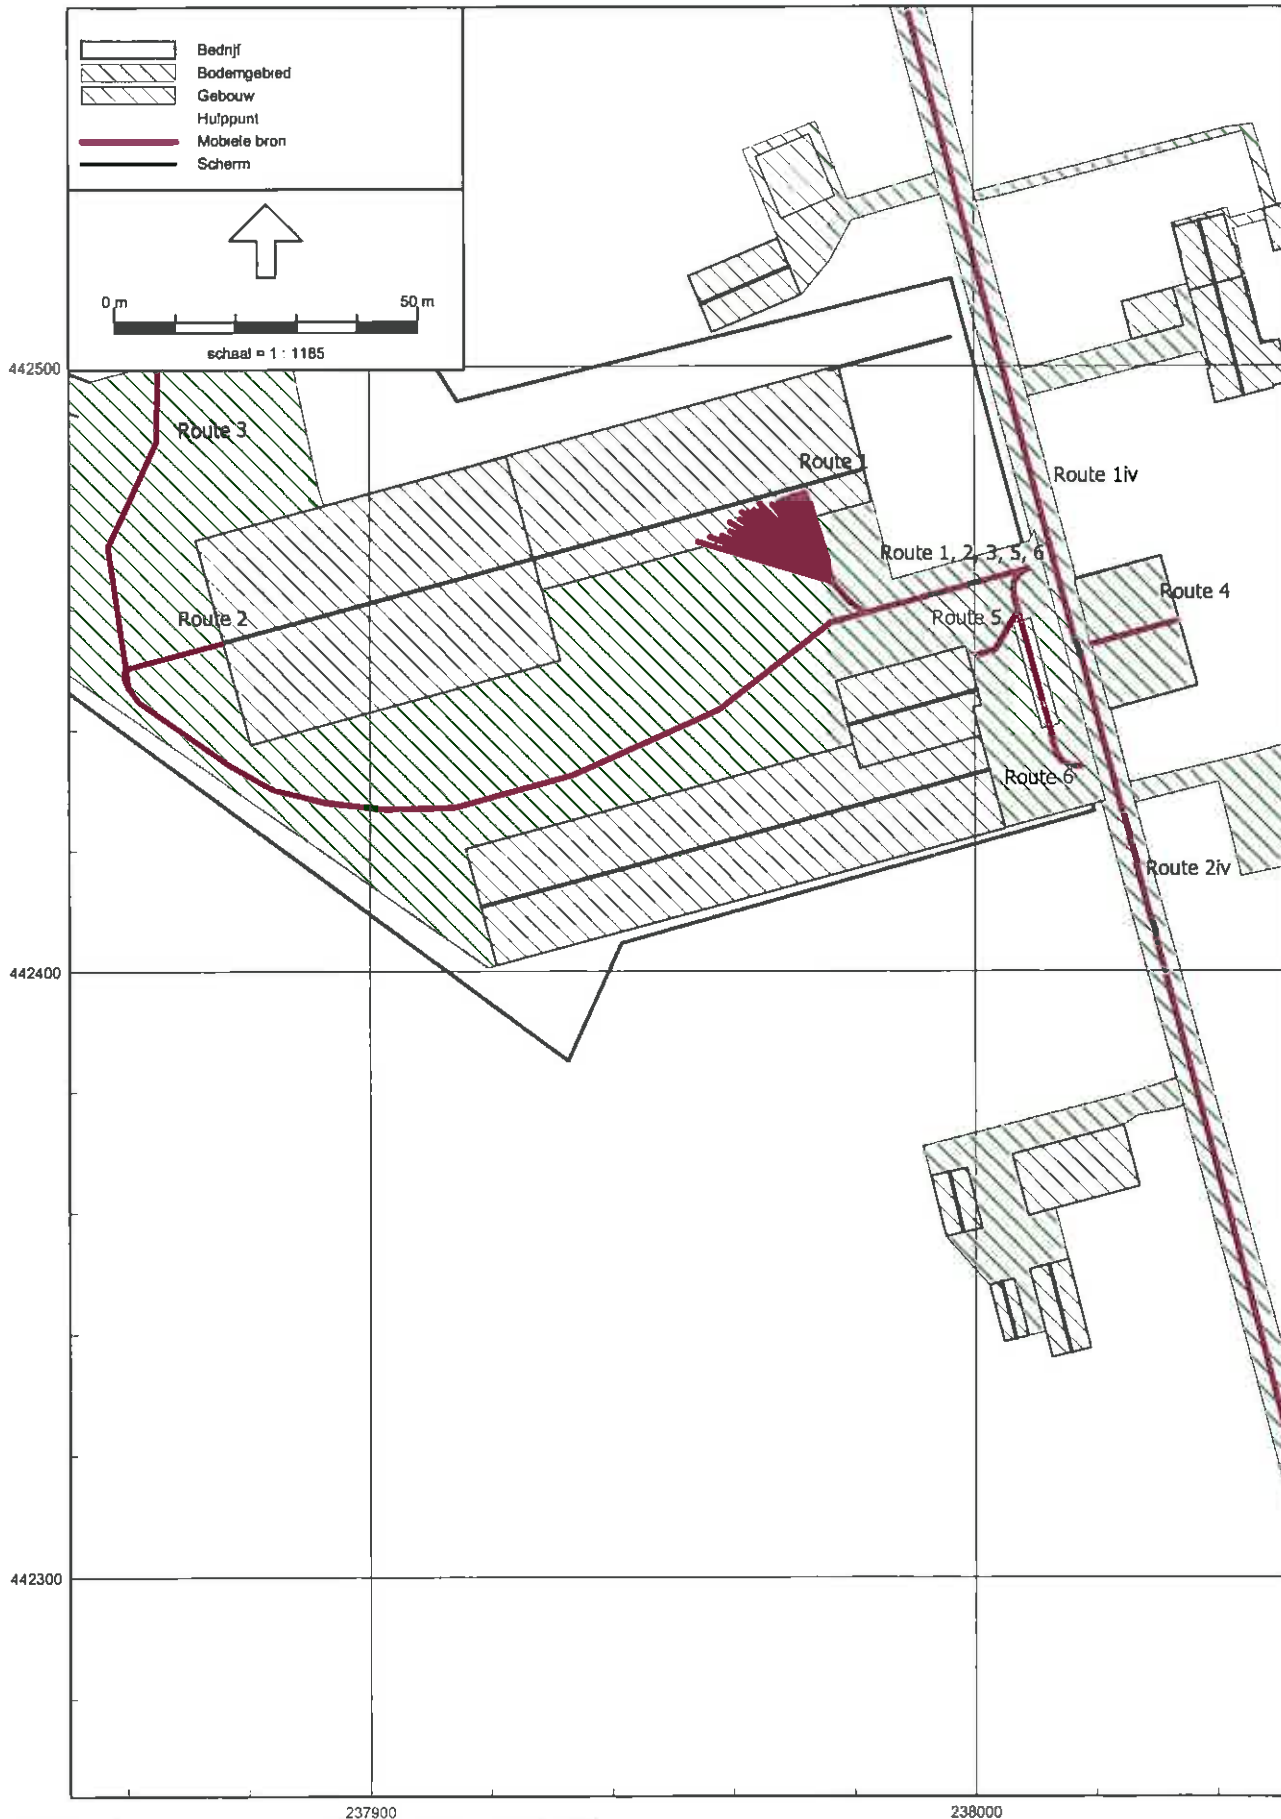 Bedrijf
Bodemgebied
Gebouw
Hulppunt
Mobiele bron
Scherm
0 m 50 m
schaal = 1 : 1185
442500
Route 3
Route 1
Route 1iv
Route 1, 2, 3, 5, 6
Route 4
Route 2
Route 5
Route 6
Route 2iv
442400
442300
237900 238000